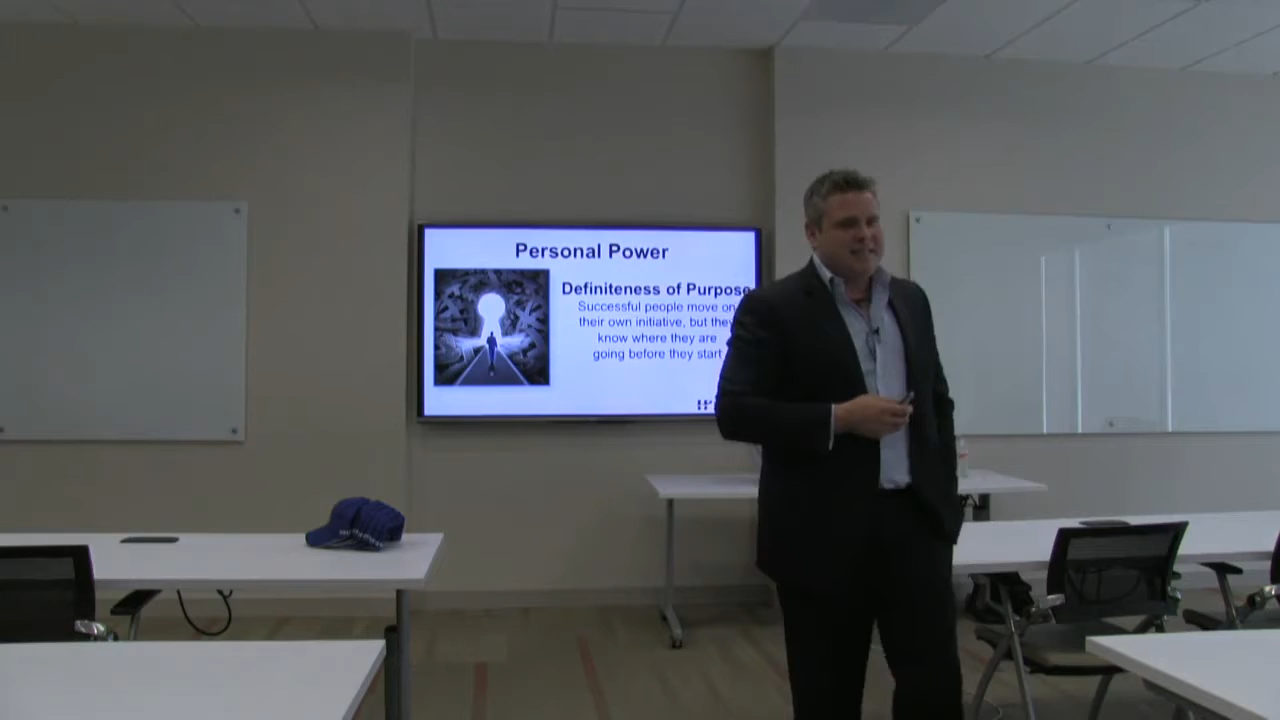 Personal Power
Definiteness of Purpose
Successful people move on
their own initiative, but they
know where they are
going before they start